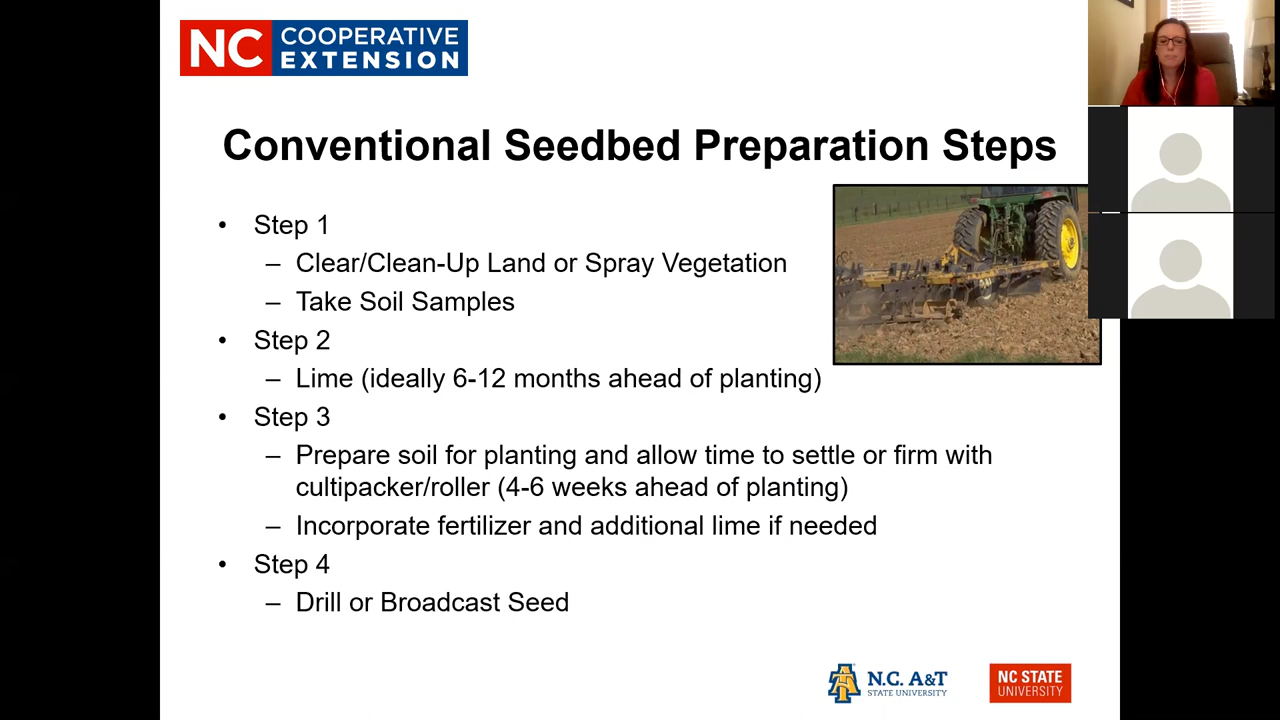 NC COOPERATIVE
EXTENSION
Conventional Seedbed Preparation Steps
• Step 1
– Clear/Clean-Up Land or Spray Vegetation
– Take Soil Samples
• Step 2
– Lime (ideally 6-12 months ahead of planting)
• Step 3
– Prepare soil for planting and allow time to settle or firm with
cultipacker/roller (4-6 weeks ahead of planting)
– Incorporate fertilizer and additional lime if needed
• Step 4
– Drill or Broadcast Seed
N.C. A&T
STATE UNIVERSITY
NC STATE
UNIVERSITY